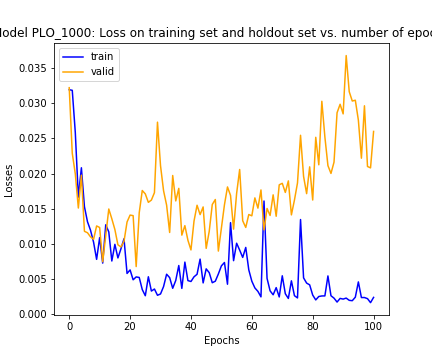 Model PLO_1000: Loss on training set and holdout set vs. number of epoc
train
valid
0.035
0.030
0.025
0.020
0.015
0.010
0.005
0.000
Losses
0 20 40 60 80 100
Epochs